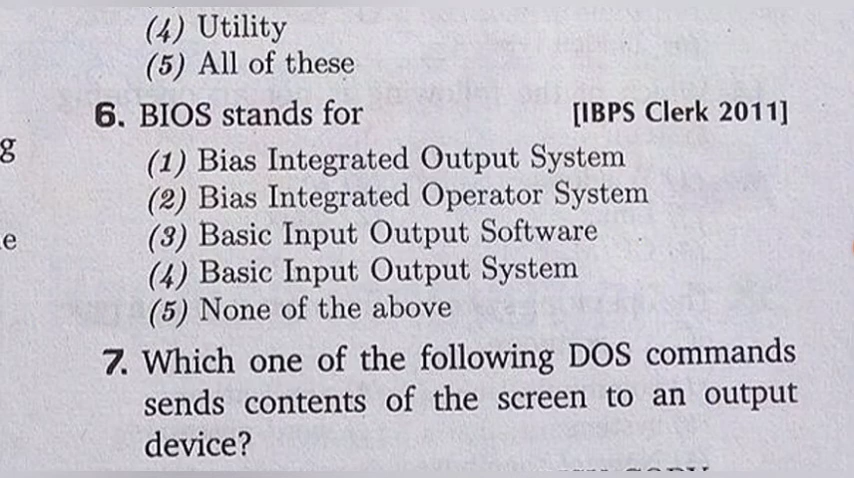 (4) Utility
(5) All of these
6. BIOS stands for [IBPS Clerk 2011]
g
(1) Bias Integrated Output System
(2) Bias Integrated Operator System
e
(3) Basic Input Output Software
(4) Basic Input Output System
(5) None of the above
7. Which one of the following DOS commands
sends contents of the screen to an output
device?